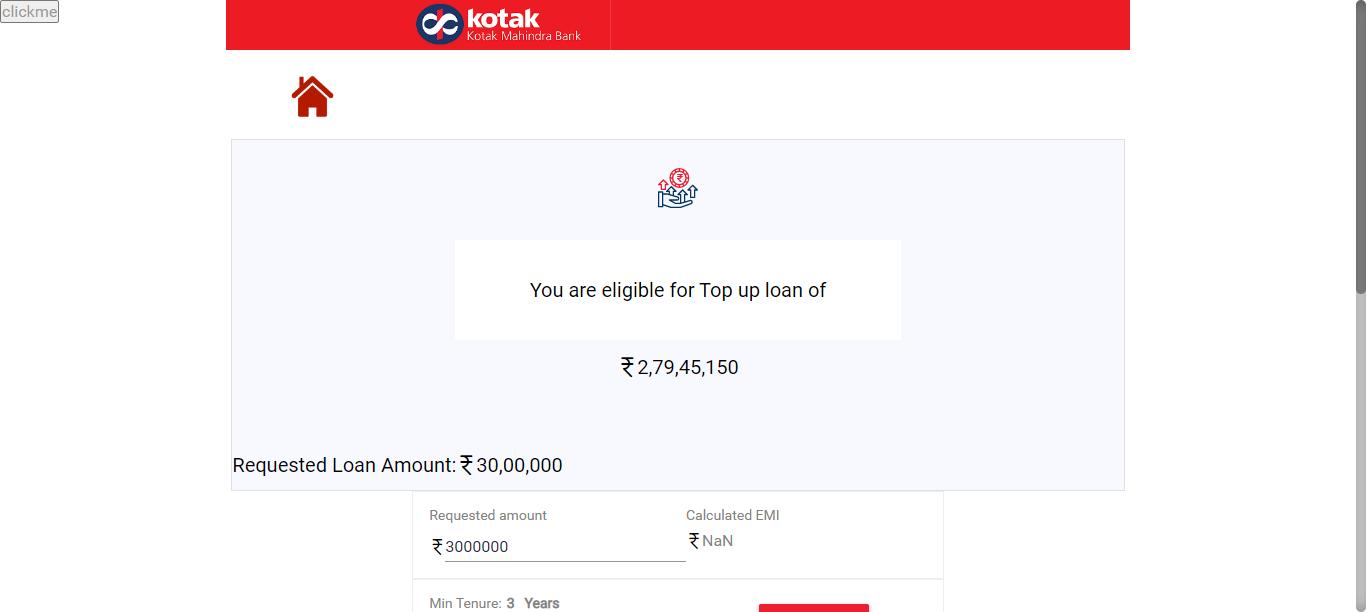 clickme
kotak
Kotak Mahindra Bank
You are eligible for Top up loan of
₹ 2,79,45,150
Requested Loan Amount: ₹ 30,00,000
Requested amount Calculated EMI
₹ 3000000 ₹ NaN
Min Tenure: 3 Years